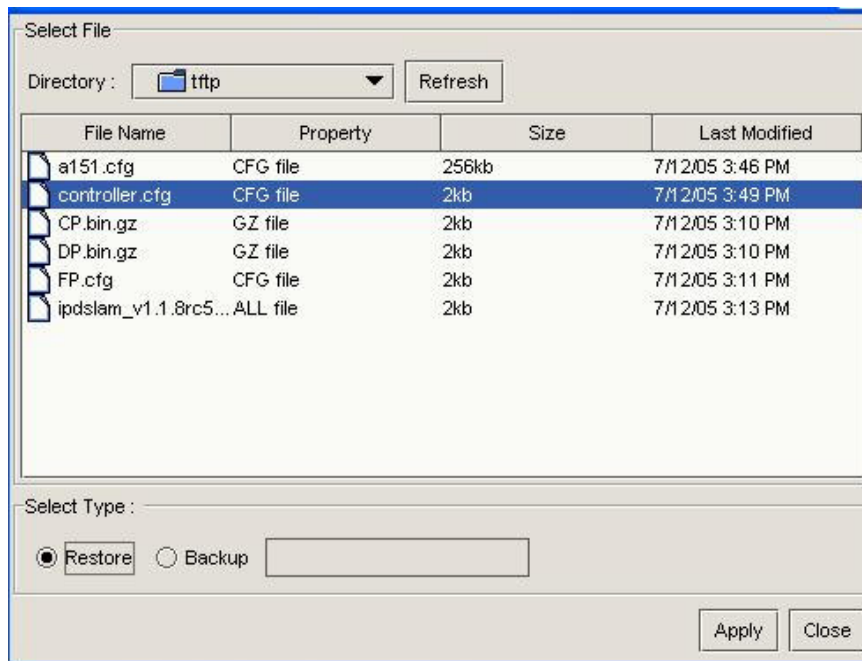 Select File
Directory : tftp Refresh
File Name Property Size Last Modified
a151.cfg CFG file 256kb 7/12/05 3:46 PM
controller.cfg CFG file 2kb 7/12/05 3:49 PM
CP.bin.gz GZ file 2kb 7/12/05 3:10 PM
DP.bin.gz GZ file 2kb 7/12/05 3:10 PM
FP.cfg CFG file 2kb 7/12/05 3:11 PM
ipdslam_v1.1.8rc5... ALL file 2kb 7/12/05 3:13 PM
Select Type :
Restore Backup
Apply Close